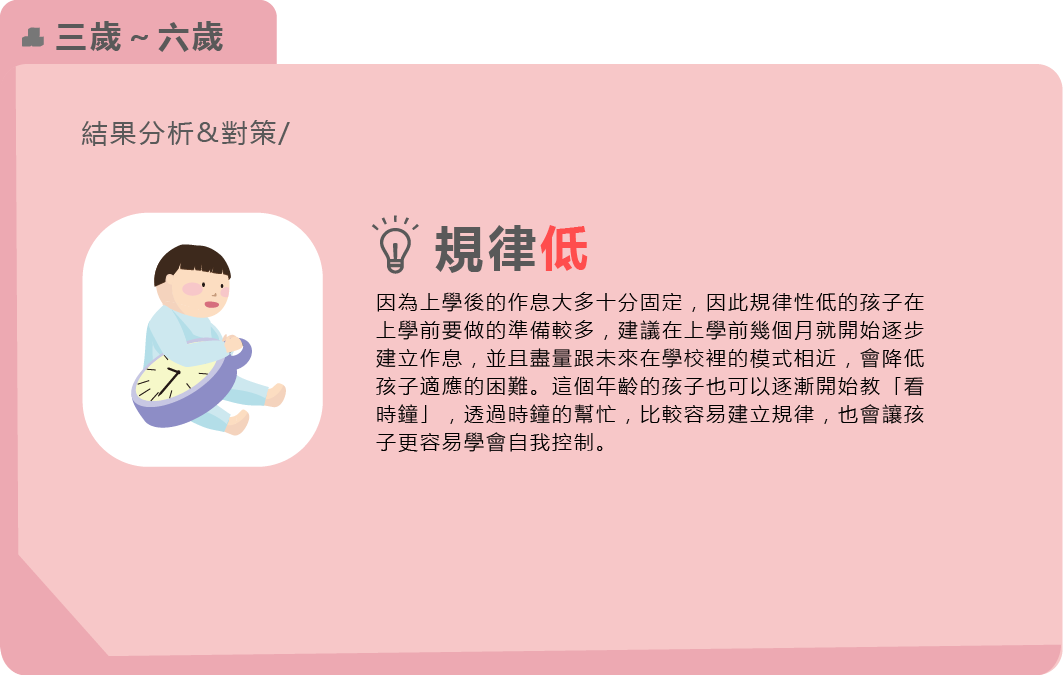 三歲~六歲
結果分析&對策/
規律低
因為上學後的作息大多十分固定，因此規律性低的孩子在
上學前要做的準備較多，建議在上學前幾個月就開始逐步
建立作息，並且盡量跟未來在學校裡的模式相近，會降低
孩子適應的困難。這個年齡的孩子也可以逐漸開始教「看
時鐘」，透過時鐘的幫忙，比較容易建立規律，也會讓孩
子更容易學會自我控制。